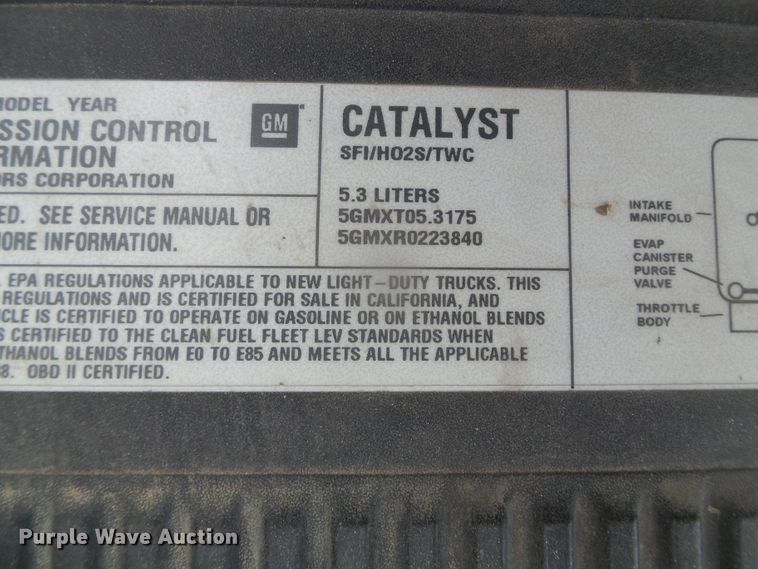 MODEL YEAR
SSION CONTROL
RMATION
ORS CORPORATION
GM
CATALYST
SFI/HO2S/TWC
5.3 LITERS
5GMXT05.3175
5GMXR0223840
ED. SEE SERVICE MANUAL OR
MORE INFORMATION.
EPA REGULATIONS APPLICABLE TO NEW LIGHT-DUTY TRUCKS. THIS
REGULATIONS AND IS CERTIFIED FOR SALE IN CALIFORNIA, AND
ICLE IS CERTIFIED TO OPERATE ON GASOLINE OR ON ETHANOL BLENDS
S CERTIFIED TO THE CLEAN FUEL FLEET LEV STANDARDS WHEN
THANOL BLENDS FROM E0 TO E85 AND MEETS ALL THE APPLICABLE
8. OBD II CERTIFIED.
INTAKE
MANIFOLD
EVAP
CANISTER
PURGE
VALVE
THROTTLE
BODY
Purple Wave Auction